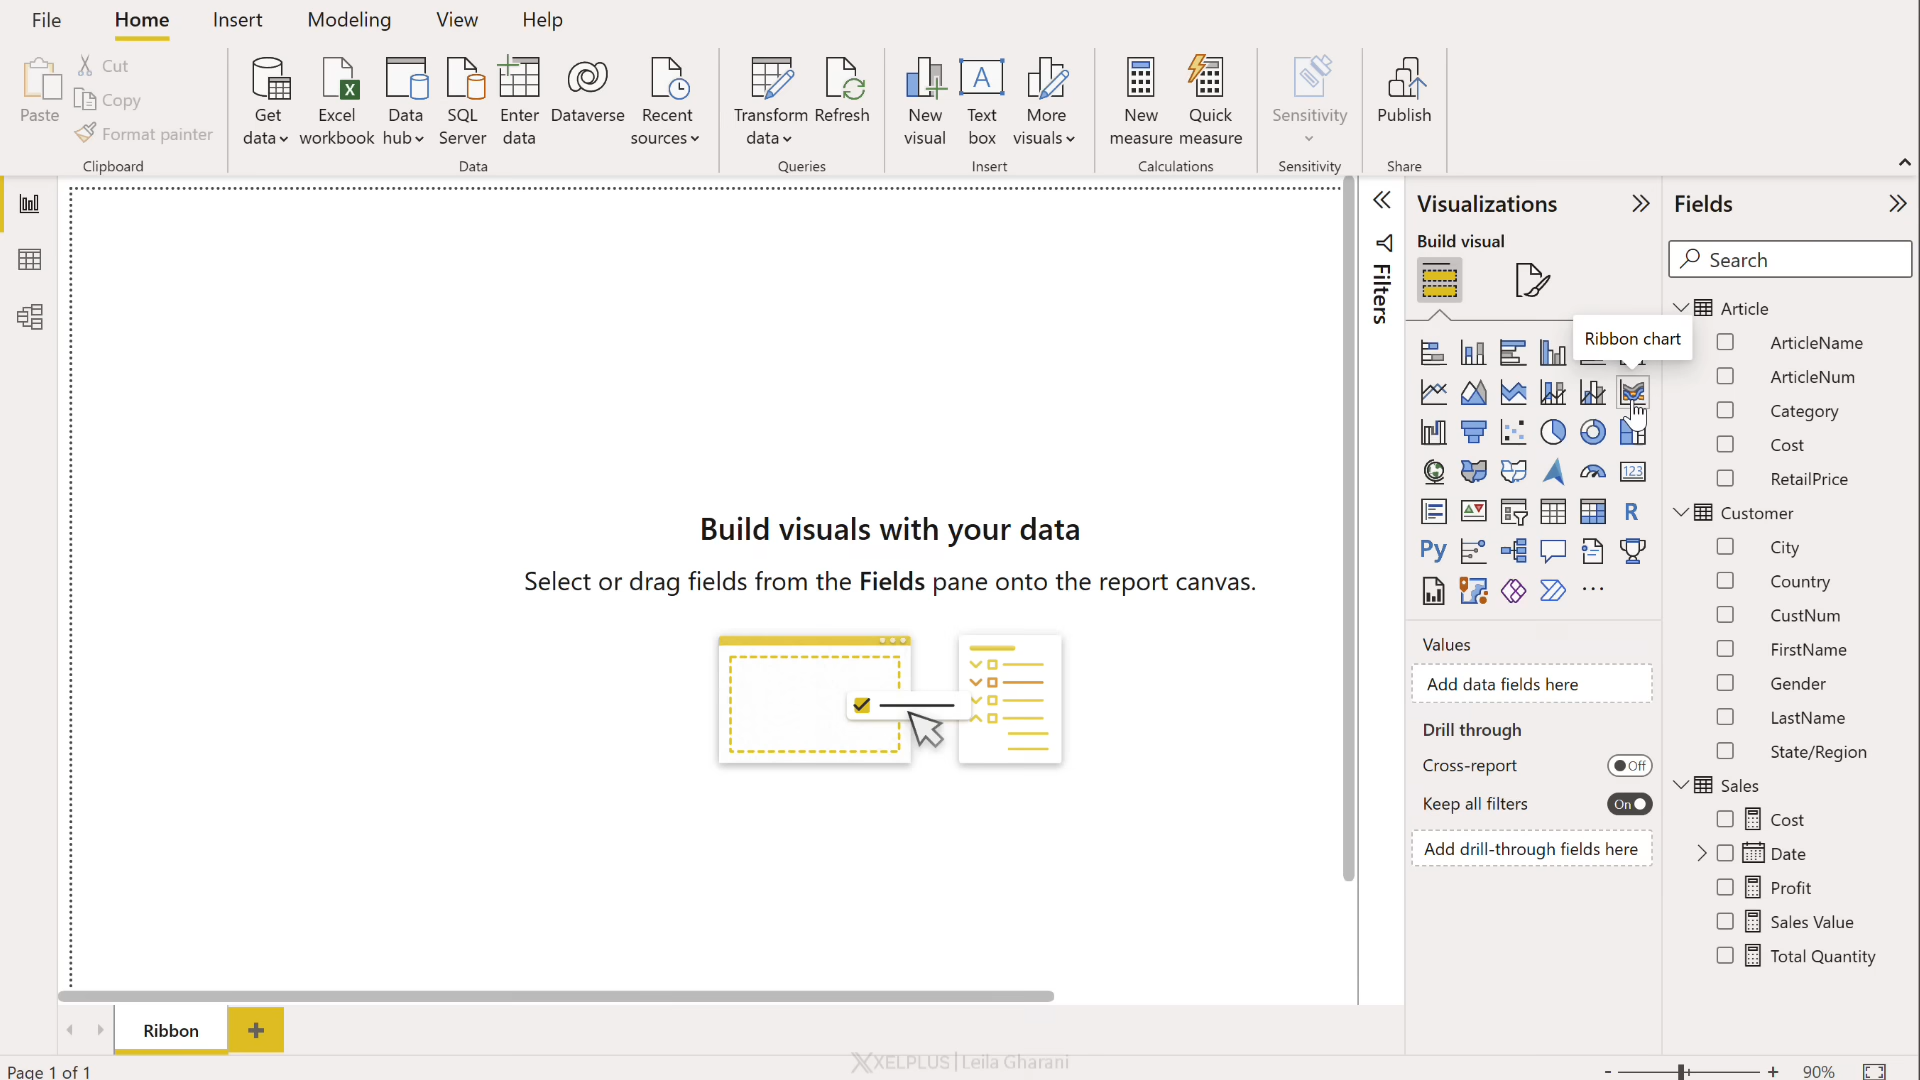 File
Home
Insert
Modeling
View
Help
Paste
Cut
Copy
Format painter
Clipboard
Get
data
Excel
workbook
Data
hub
SQL
Server
Enter
data
Dataverse
Recent
sources
Data
Transform
data
Refresh
Queries
New
visual
A
Text
box
More
visuals
Insert
New
measure
Quick
measure
Calculations
Sensitivity
Sensitivity
Publish
Share
Build visuals with your data
Select or drag fields from the Fields pane onto the report canvas.
Filters
Visualizations
Build visual
Ribbon chart
123
R
Py
Values
Add data fields here
Drill through
Cross-report
Off
Keep all filters
On
Add drill-through fields here
Fields
Search
Article
ArticleName
ArticleNum
Category
Cost
RetailPrice
Customer
City
Country
CustNum
FirstName
Gender
LastName
State/Region
Sales
Cost
Date
Profit
Sales Value
Total Quantity
Ribbon
+
XELPLUS | Leila Gharani
Page 1 of 1
- + 90%